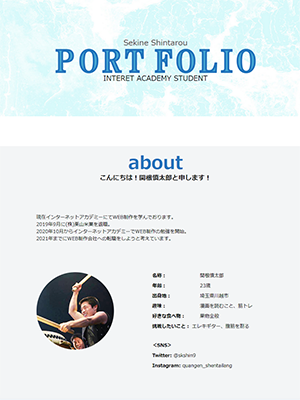 Sekine Shintarou
PORT FOLIO
INTERET ACADEMY STUDENT
about
こんにちは！関根慎太郎と申します！
現在インターネットアカデミーにてWEB制作を学んでおります。
2019年9月に(株)栗山米菓を退職。
2020年10月からインターネットアカデミーでWEB制作の勉強を開始。
2021年までにWEB制作会社への転職をしようと考えています。
氏名： 関根慎太郎
年齢： 23歳
出身地： 埼玉県川越市
趣味： 漫画を読むこと、筋トレ
好きな食べ物： 果物全般
挑戦したいこと： エレキギター、腹筋を割る
<SNS>
Twitter: @skshin9
Instagram: quangen_shentailang